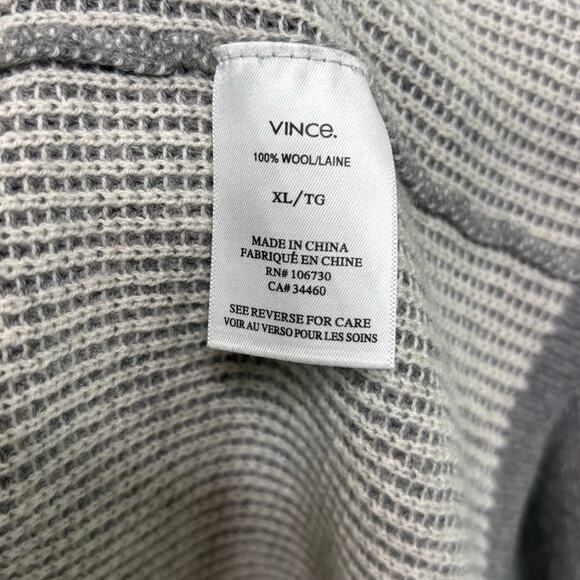 VINCE.
100% WOOL/LAINE
XL/TG
MADE IN CHINA
FABRIQUÉ EN CHINE
RN# 106730
CA# 34460
SEE REVERSE FOR CARE
VOIR AU VERSO POUR LES SOINS